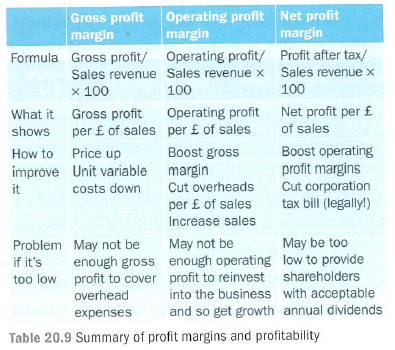 Gross profit margin
Operating profit margin
Net profit margin
Formula
Gross profit/
Sales revenue
× 100
Operating profit/
Sales revenue ×
100
Profit after tax/
Sales revenue ×
100
What it
shows
Gross profit
per £ of sales
Operating profit
per £ of sales
Net profit per £
of sales
How to
improve
it
Price up
Unit variable
costs down
Boost gross
margin
Cut overheads
per £ of sales
Increase sales
Boost operating
profit margins
Cut corporation
tax bill (legally!)
Problem
if it's
too low
May not be
enough gross
profit to cover
overhead
expenses
May not be
enough operating
profit to reinvest
into the business
and so get growth
May be too
low to provide
shareholders
with acceptable
annual dividends
Table 20.9 Summary of profit margins and profitability